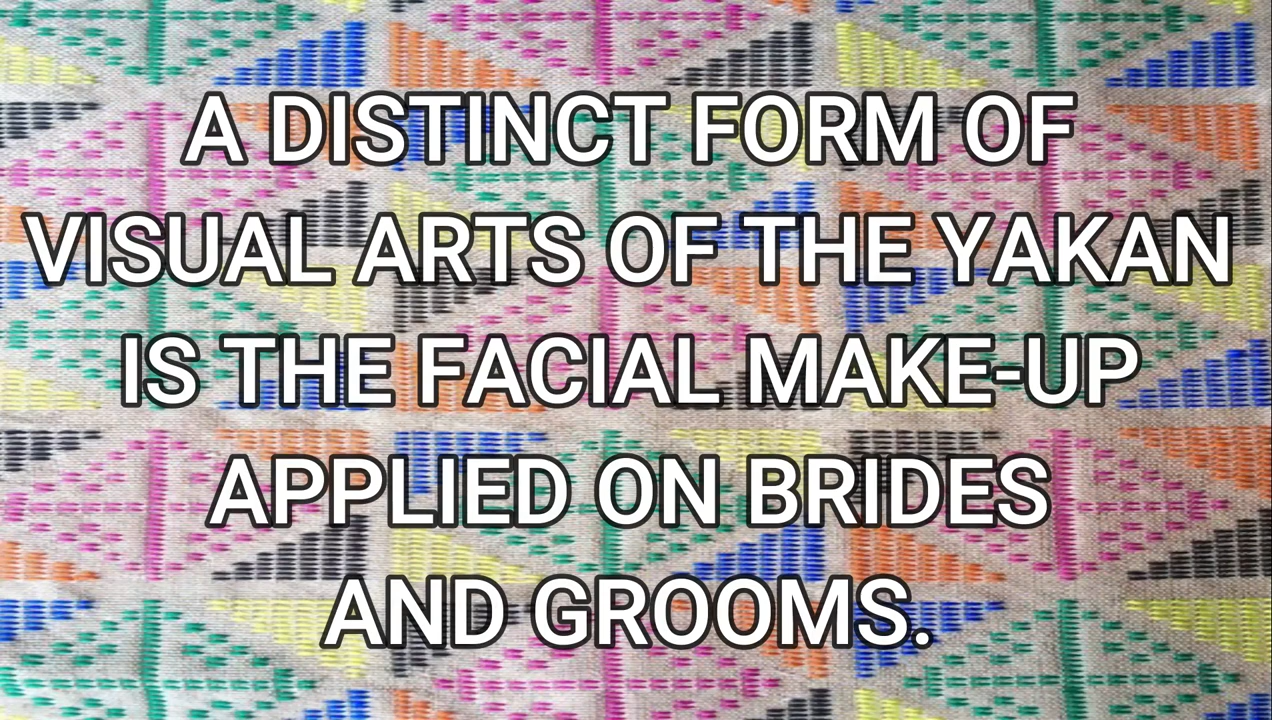 A DISTINCT FORM OF
VISUAL ARTS OF THE YAKAN
IS THE FACIAL MAKE-UP
APPLIED ON BRIDES
AND GROOMS.